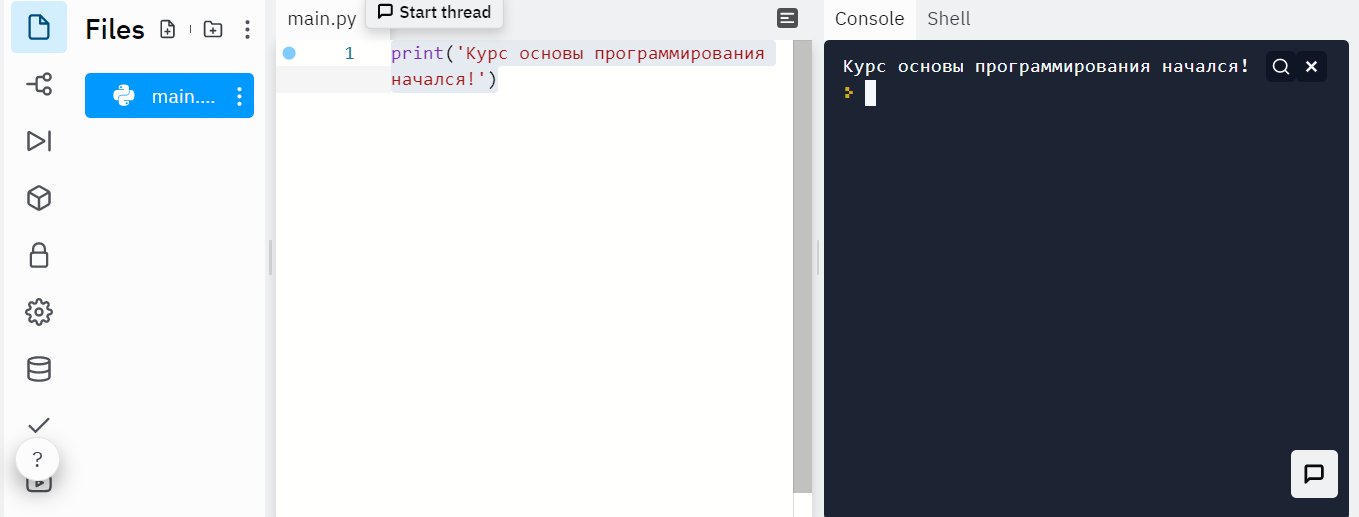 Files
main....
?
main.py
Start thread
1 print('Курс основы программирования
начался!')
Console Shell
Курс основы программирования начался!